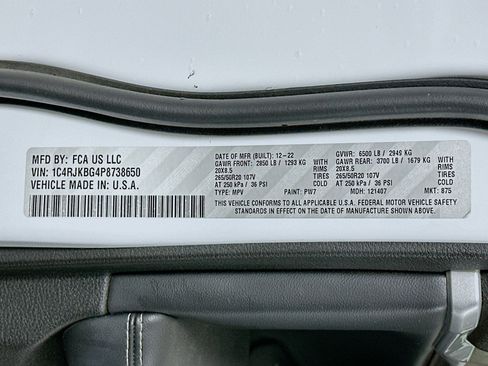 MFD BY: FCA US LLC
VIN: 1C4RJKBG4P8738650
VEHICLE MADE IN U.S.A.
DATE OF MFR (BUILT): 12-22 GVWR: 6500 LB / 2949 KG
GAWR FRONT: 2850 LB / 1293 KG WITH GAWR REAR: 3700 LB / 1679 KG WITH
20X8.5 RIMS 20X8.5 RIMS
265/50R20 107V TIRES 265/50R20 107V TIRES
AT 250 kPa / 36 PSI AT 250 kPa / 36 PSI
TYPE: MPV PAINT: PW7 MDH: 121407 MKT: 875
THIS VEHICLE CONFORMS TO ALL APPLICABLE U.S.A. FEDERAL MOTOR VEHICLE SAFETY
STANDARDS IN EFFECT ON THE DATE OF MANUFACTURE SHOWN ABOVE.